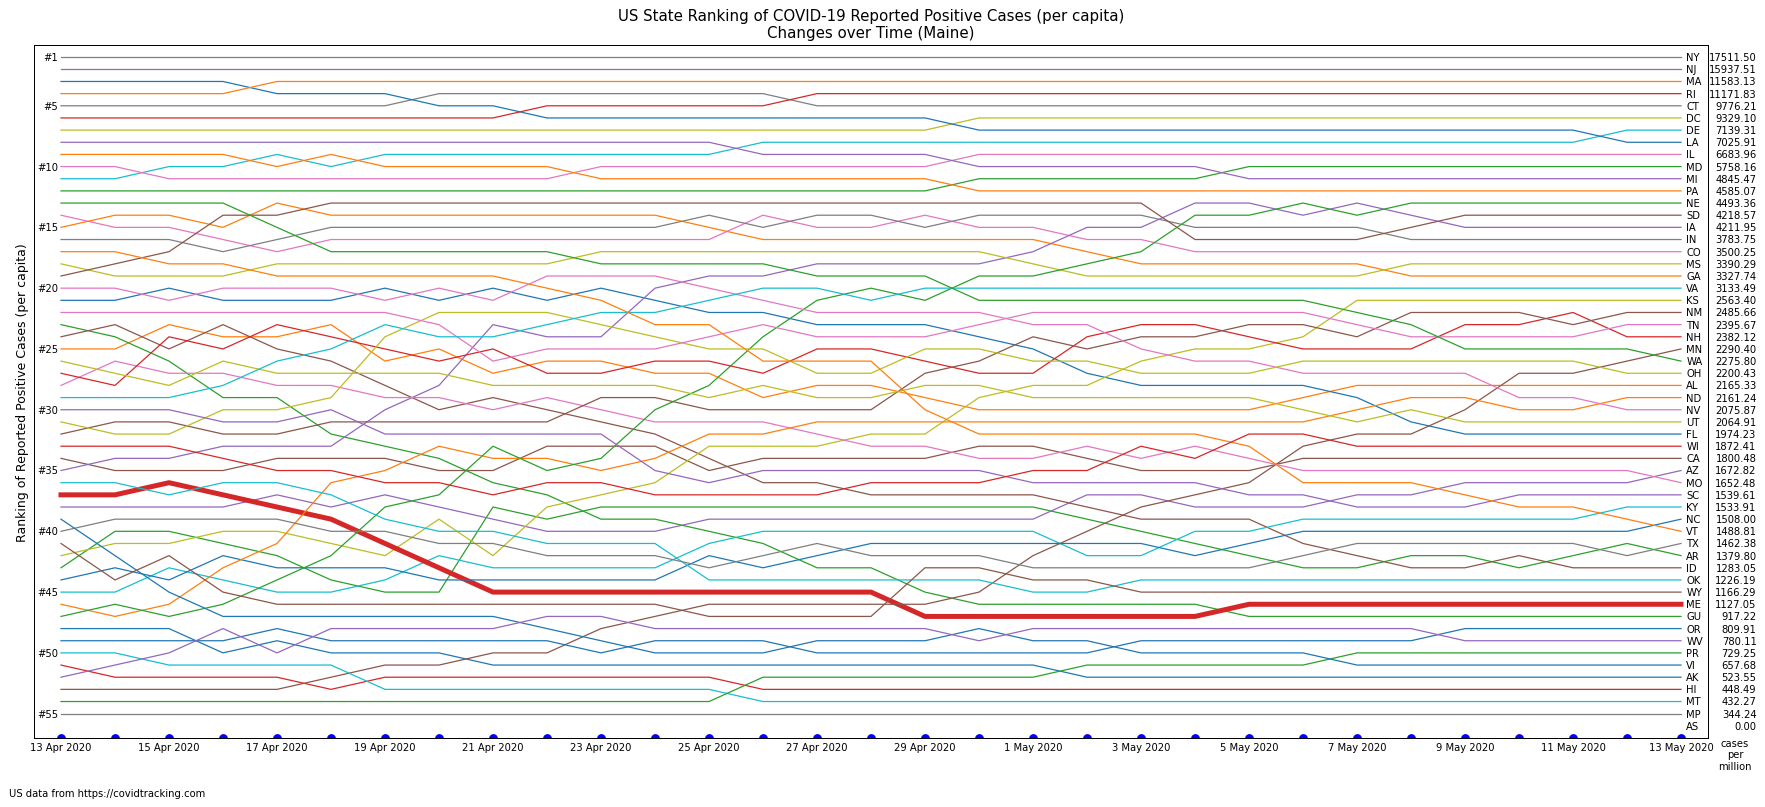 US State Ranking of COVID-19 Reported Positive Cases (per capita)
Changes over Time (Maine)
Ranking of Reported Positive Cases (per capita)
#1
#5
#10
#15
#20
#25
#30
#35
#40
#45
#50
#55
NY 17511.50
NJ 15937.51
MA 11583.13
RI 11171.83
CT 9776.21
DC 9329.10
DE 7139.31
LA 7025.91
IL 6683.96
MD 5758.16
MI 4845.47
PA 4585.07
NE 4493.36
SD 4218.57
IA 4211.95
IN 3783.75
CO 3500.25
MS 3390.29
GA 3327.74
VA 3133.49
KS 2563.40
NM 2485.66
TN 2395.67
NH 2382.12
MN 2290.40
WA 2275.80
OH 2200.43
AL 2165.33
ND 2161.24
NV 2075.87
UT 2064.91
FL 1974.23
WI 1872.41
CA 1800.48
AZ 1672.82
MO 1652.48
SC 1539.61
KY 1533.91
NC 1508.00
VT 1488.81
TX 1462.38
AR 1379.80
ID 1283.05
OK 1226.19
WY 1166.29
ME 1127.05
GU 917.22
OR 809.91
WV 780.11
PR 729.25
VI 657.68
AK 523.55
HI 448.49
MT 432.27
MP 344.24
AS 0.00
13 Apr 2020 15 Apr 2020 17 Apr 2020 19 Apr 2020 21 Apr 2020 23 Apr 2020 25 Apr 2020 27 Apr 2020 29 Apr 2020 1 May 2020 3 May 2020 5 May 2020 7 May 2020 9 May 2020 11 May 2020 13 May 2020
cases
per
million
US data from https://covidtracking.com